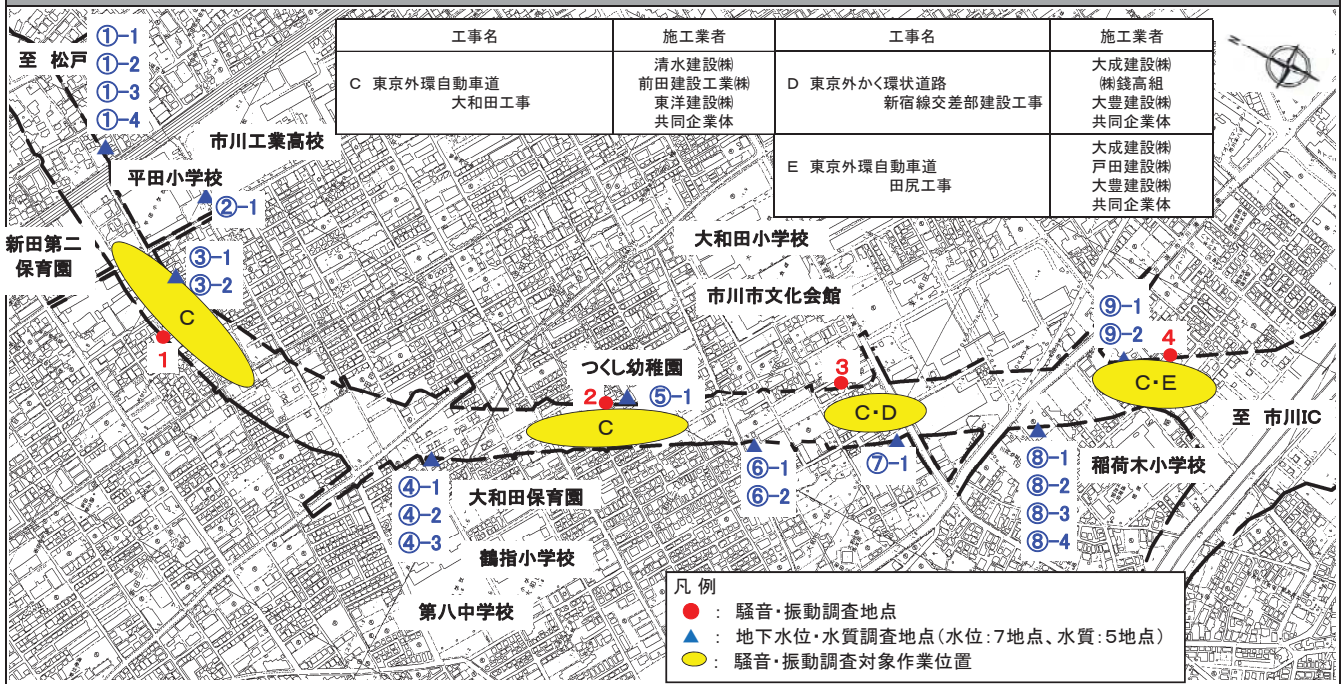 工事名 施工業者 工事名 施工業者
C 東京外環自動車道
大和田工事
清水建設㈱
前田建設工業㈱
東洋建設㈱
共同企業体
D 東京外かく環状道路
新宿線交差部建設工事
大成建設㈱
㈱錢高組
大豊建設㈱
共同企業体
E 東京外環自動車道
田尻工事
大成建設㈱
戸田建設㈱
大豊建設㈱
共同企業体
N
至 松戸
①-1
①-2
①-3
①-4
市川工業高校
平田小学校
②-1
新田第二
保育園
③-1
③-2
C
1
大和田小学校
市川市文化会館
つくし幼稚園
2
⑤-1
C
3
C・D
⑨-1
⑨-2
4
C・E
至 市川IC
④-1
④-2
④-3
大和田保育園
鶴指小学校
第八中学校
⑥-1
⑥-2
⑦-1
⑧-1
⑧-2
⑧-3
⑧-4
稲荷木小学校
凡 例
● : 騒音・振動調査地点
▲ : 地下水位・水質調査地点(水位:7地点、水質:5地点)
: 騒音・振動調査対象作業位置